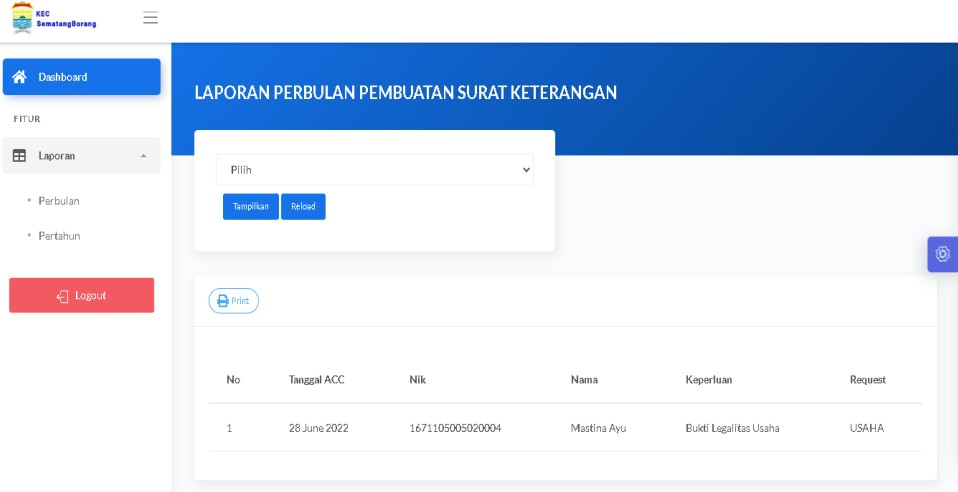 KEC
SematangBorang
Dashboard
FITUR
Laporan
Perbulan
Pertahun
Logout
LAPORAN PERBULAN PEMBUATAN SURAT KETERANGAN
Pilih
Tampilkan Reload
Print
No Tanggal ACC Nik Nama Keperluan Request
1 28 June 2022 1671105005020004 Mastina Ayu Bukti Legalitas Usaha USAHA